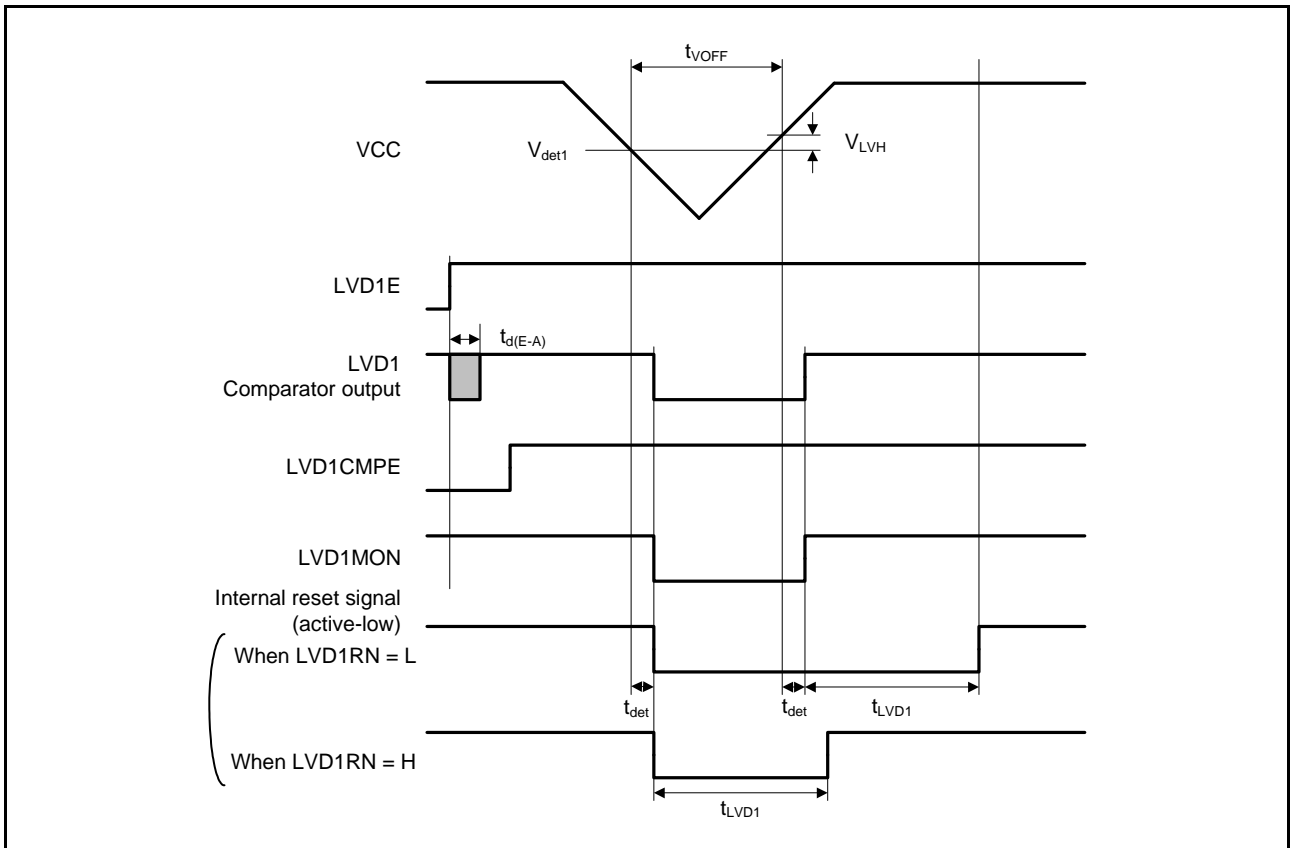 tVOFF
VCC
Vdet1
VLVH
LVD1E
td(E-A)
LVD1
Comparator output
LVD1CMPE
LVD1MON
Internal reset signal
(active-low)
When LVD1RN = L
tdet
tdet
tLVD1
When LVD1RN = H
tLVD1